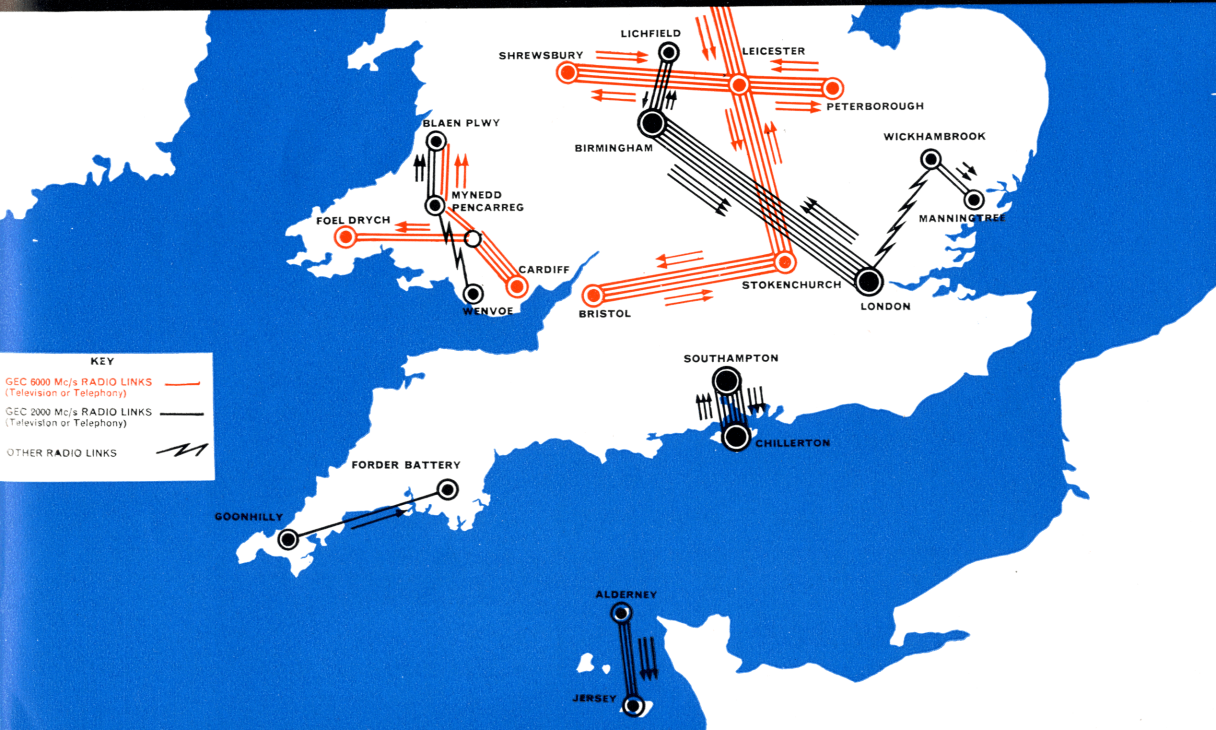 LICHFIELD
SHREWSBURY
LEICESTER
PETERBOROUGH
BLAEN PLWY
BIRMINGHAM
WICKHAMBROOK
MYNEDD
PENCARREG
FOEL DRYCH
MANNINGTREE
CARDIFF
STOKENCHURCH
WENVOE
BRISTOL
LONDON
KEY
GEC 6000 Mc/s RADIO LINKS
(Television or Telephony)
GEC 2000 Mc/s RADIO LINKS
(Television or Telephony)
OTHER RADIO LINKS
SOUTHAMPTON
CHILLERTON
FORDER BATTERY
GOONHILLY
ALDERNEY
JERSEY